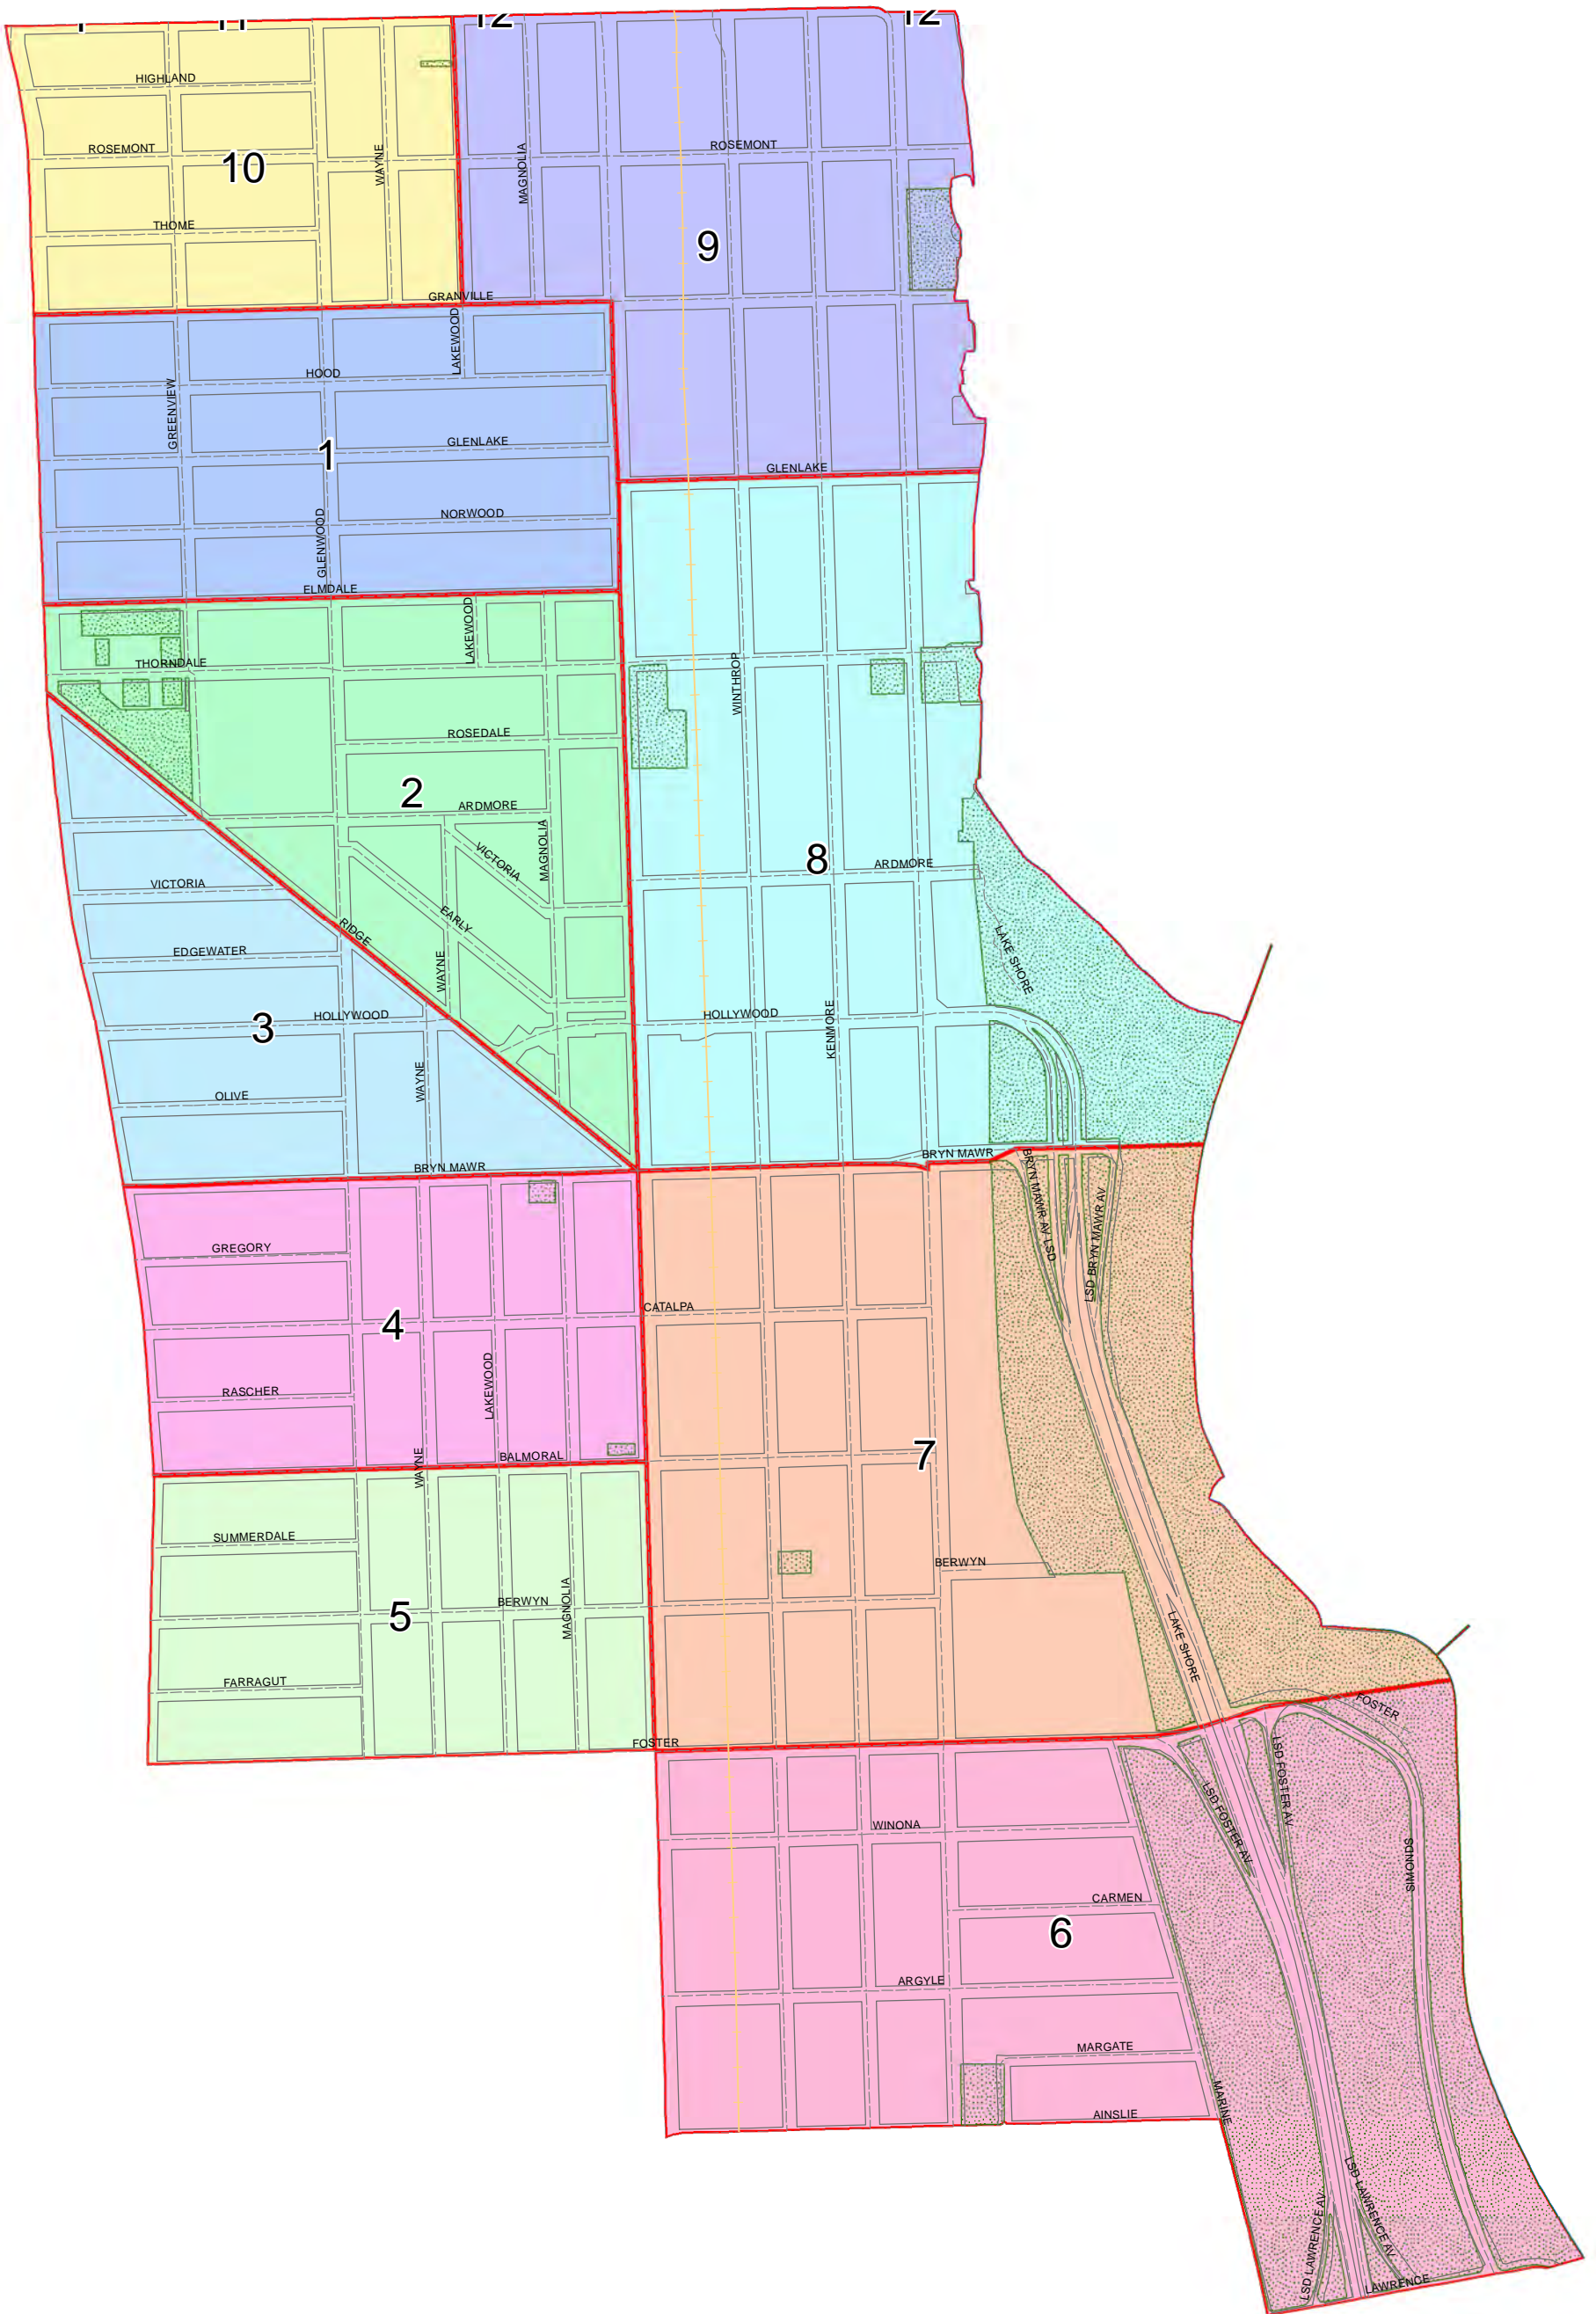 11
12
12
HIGHLAND
ROSEMONT
10
WAYNE
THOME
MAGNOLIA
ROSEMONT
9
GRANVILLE
LAKEWOOD
HOOD
GREENVIEW
1
GLENLAKE
GLENLAKE
NORWOOD
GLENWOOD
ELMDALE
LAKEWOOD
THORNDALE
WINTHROP
ROSEDALE
2
ARDMORE
VICTORIA
MAGNOLIA
8
ARDMORE
VICTORIA
EARLY
RIDGE
EDGEWATER
WAYNE
LAKE SHORE
3
HOLLYWOOD
HOLLYWOOD
KENMORE
WAYNE
OLIVE
BRYN MAWR
BRYN MAWR
BRYN MAWR AV LSD
LSD BRYN MAWR AV
GREGORY
CATALPA
4
RASCHER
LAKEWOOD
WAYNE
BALMORAL
7
SUMMERDALE
BERWYN
BERWYN
MAGNOLIA
5
LAKE SHORE
FARRAGUT
FOSTER
FOSTER
LSD FOSTER AV
LSD FOSTER AV
WINONA
SIMONDS
CARMEN
6
ARGYLE
MARGATE
MARINE
AINSLIE
LSD LAWRENCE AV
LSD LAWRENCE AV
LAWRENCE